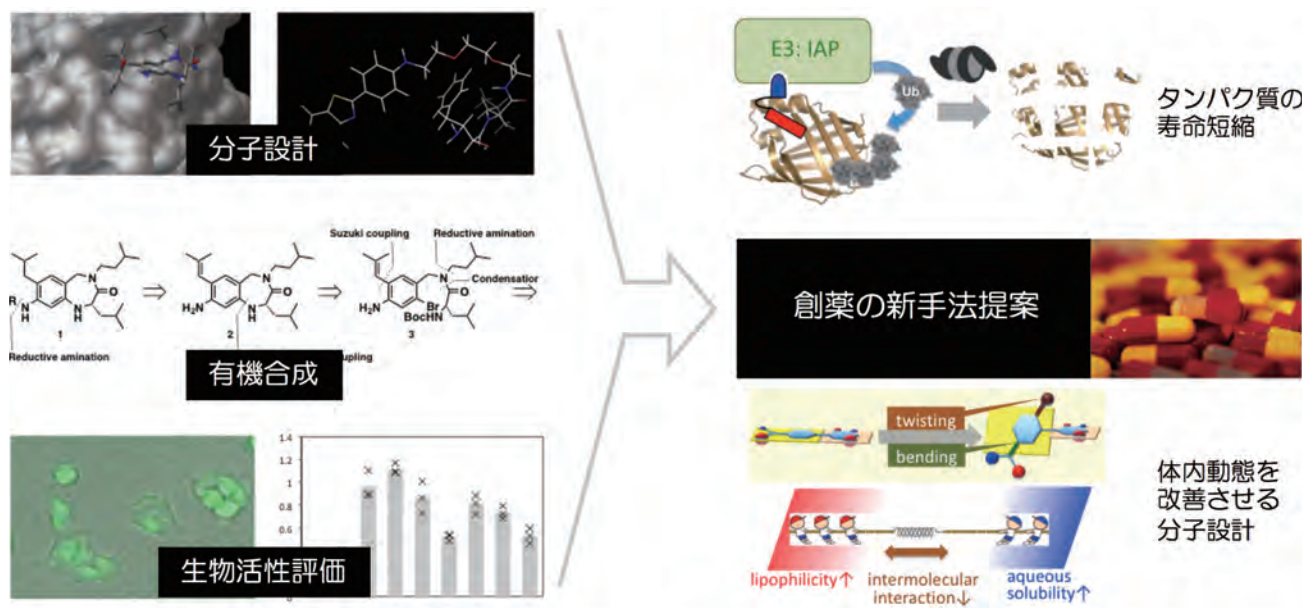 分子設計
Suzuki coupling
Reductive amination
Condensation
N
O
R
HN
N
H
1
Reductive amination
N
O
H₂N
N
H
2
N
O
Br
H₂N
BocHN
3
有機合成
upling
1.4
1.2
1
0.8
0.6
生物活性評価
E3: IAP
Ub
タンパク質の
寿命短縮
創薬の新手法提案
twisting
bending
体内動態を
改善させる
分子設計
lipophilicity↑
intermolecular
interaction↓
aqueous
solubility↑